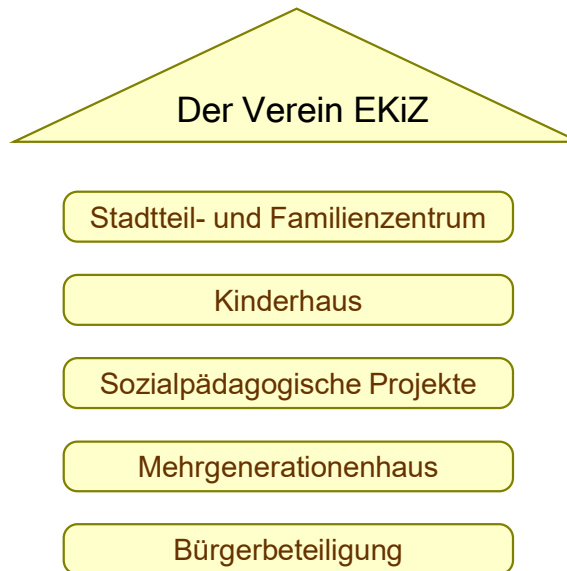 Der Verein EKiZ
Stadtteil- und Familienzentrum
Kinderhaus
Sozialpädagogische Projekte
Mehrgenerationenhaus
Bürgerbeteiligung